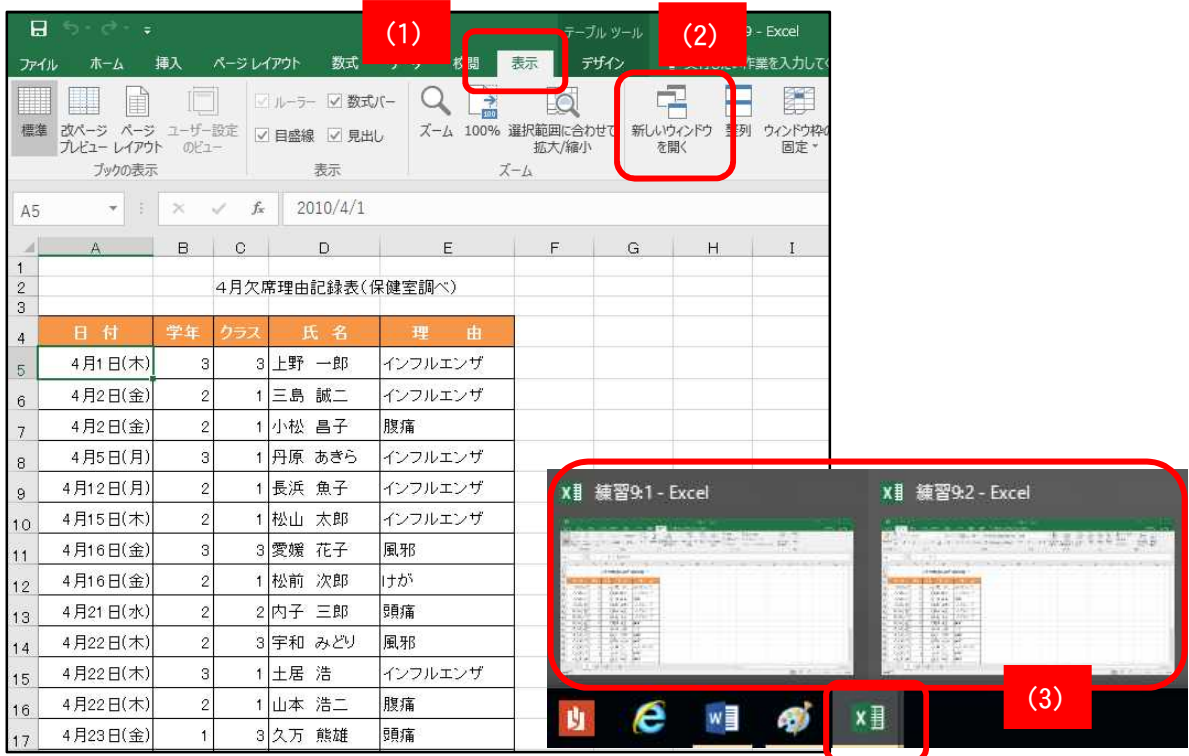 (1)
(2)
(3)
テーブル ツール
9 - Excel
ファイル ホーム 挿入 ページ レイアウト 数式 校閲 表示 デザイン
作業を入力してく
標準 改ページ プレビュー ページ レイアウト ユーザー設定 のビュー
ブックの表示
ルーラー 数式バー
目盛線 見出し
表示
ズーム 100% 選択範囲に合わせて 拡大/縮小
ズーム
新しいウィンドウ を開く 整列 ウィンドウ枠の 固定
A5 fx 2010/4/1
A B C D E F G H I
1
2 4月欠席理由記録表(保健室調べ)
3
4 日 付 学年 クラス 氏 名 理 由
5 4月1日(木) 3 3 上野 一郎 インフルエンザ
6 4月2日(金) 2 1 三島 誠二 インフルエンザ
7 4月2日(金) 2 1 小松 昌子 腹痛
8 4月5日(月) 3 1 丹原 あきら インフルエンザ
9 4月12日(月) 2 1 長浜 魚子 インフルエンザ
10 4月15日(木) 2 1 松山 太郎 インフルエンザ
11 4月16日(金) 3 3 愛媛 花子 風邪
12 4月16日(金) 2 1 松前 次郎 けが
13 4月21日(水) 2 2 内子 三郎 頭痛
14 4月22日(木) 2 3 宇和 みどり 風邪
15 4月22日(木) 3 1 土居 浩 インフルエンザ
16 4月22日(木) 2 1 山本 浩二 腹痛
17 4月23日(金) 1 3 久万 熊雄 頭痛
練習9:1 - Excel
練習9:2 - Excel